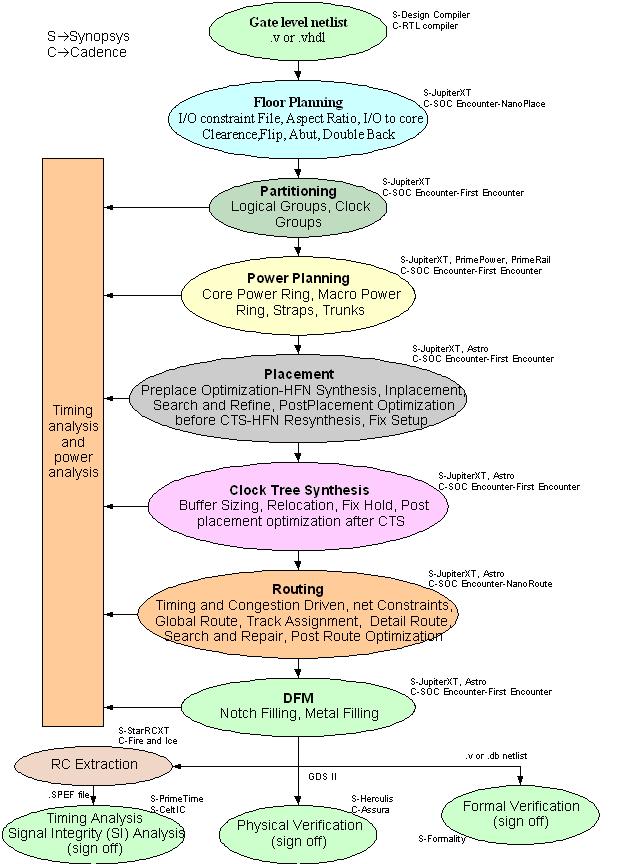 S→Synopsys
C→Cadence
Gate level netlist
.v or .vhdl
S-Design Compiler
C-RTL compiler
Floor Planning
I/O constraint File, Aspect Ratio, I/O to core
Clearence,Flip, Abut, Double Back
S-JupiterXT
C-SOC Encounter-NanoPlace
Partitioning
Logical Groups, Clock
Groups
S-JupiterXT
C-SOC Encounter-First Encounter
Power Planning
Core Power Ring, Macro Power
Ring, Straps, Trunks
S-JupiterXT, PrimePower, PrimeRail
C-SOC Encounter-First Encounter
Placement
Preplace Optimization-HFN Synthesis, Inplacement,
Search and Refine, PostPlacement Optimization
before CTS-HFN Resynthesis, Fix Setup
S-JupiterXT, Astro
C-SOC Encounter-First Encounter
Timing
analysis
and
power
analysis
Clock Tree Synthesis
Buffer Sizing, Relocation, Fix Hold, Post
placement optimization after CTS
S-JupiterXT, Astro
C-SOC Encounter-First Encounter
Routing
Timing and Congestion Driven, net Constraints,
Global Route, Track Assignment, Detail Route,
Search and Repair, Post Route Optimization
S-JupiterXT, Astro
C-SOC Encounter-NanoRoute
DFM
Notch Filling, Metal Filling
S-JupiterXT, Astro
C-SOC Encounter-First Encounter
S-StarRCXT
C-Fire and Ice
RC Extraction
.v or .db netlist
GDS II
.SPEF file
S-PrimeTime
S-CeltIC
Timing Analysis
Signal Integrity (SI) Analysis
(sign off)
S-Herculis
C-Assura
Physical Verification
(sign off)
Formal Verification
(sign off)
S-Formality